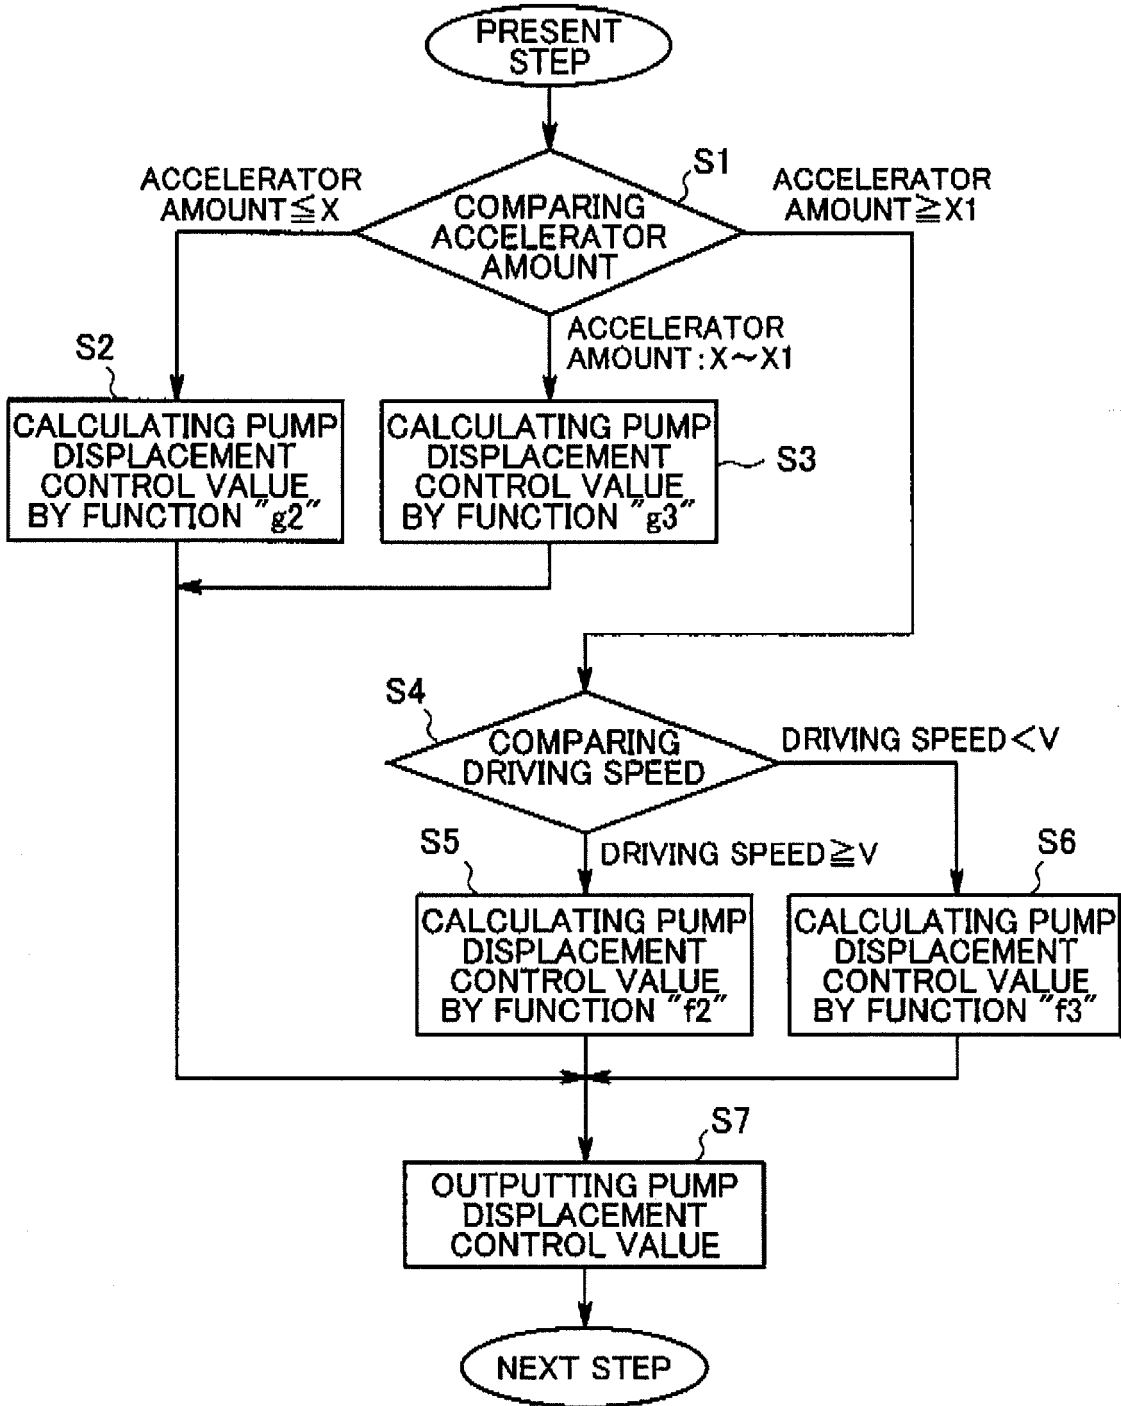 PRESENT
STEP
S1
ACCELERATOR
AMOUNT≦X
COMPARING
ACCELERATOR
AMOUNT
ACCELERATOR
AMOUNT≧X1
ACCELERATOR
AMOUNT:X～X1
S2
CALCULATING PUMP
DISPLACEMENT
CONTROL VALUE
BY FUNCTION "g2"
CALCULATING PUMP
DISPLACEMENT
CONTROL VALUE
BY FUNCTION "g3"
S3
S4
COMPARING
DRIVING SPEED
DRIVING SPEED<V
DRIVING SPEED≧V
S5
CALCULATING PUMP
DISPLACEMENT
CONTROL VALUE
BY FUNCTION "f2"
S6
CALCULATING PUMP
DISPLACEMENT
CONTROL VALUE
BY FUNCTION "f3"
S7
OUTPUTTING PUMP
DISPLACEMENT
CONTROL VALUE
NEXT STEP